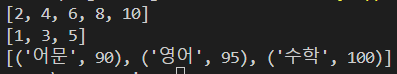 [2, 4, 6, 8, 10]
[1, 3, 5]
[('어문', 90), ('영어', 95), ('수학', 100)]